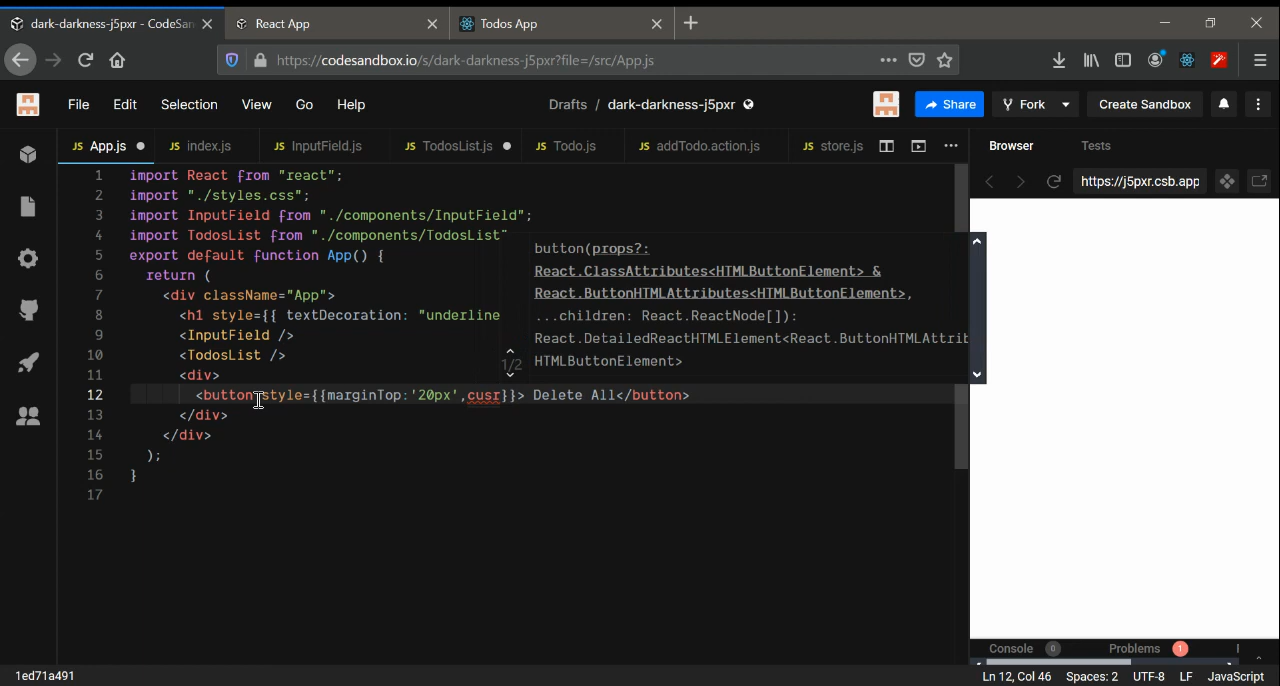 dark-darkness-j5pxr - CodeSan
React App
Todos App
https://codesandbox.io/s/dark-darkness-j5pxr?file=/src/App.js
File Edit Selection View Go Help
Drafts / dark-darkness-j5pxr
Share
Fork
Create Sandbox
JS App.js
JS index.js
JS InputField.js
JS TodosList.js
JS Todo.js
JS addTodo.action.js
JS store.js
Browser
Tests
https://j5pxr.csb.app
1 import React from "react";
2 import "./styles.css";
3 import InputField from "./components/InputField";
4 import TodosList from "./components/TodosList"
5 export default function App() {
6 return (
7 <div className="App">
8 <h1 style={{ textDecoration: "underline
9 <InputField />
10 <TodosList />
11 <div>
12 <button style={{marginTop:'20px',cusr}}> Delete All</button>
13 </div>
14 </div>
15 );
16 }
17
button(props?:
React.ClassAttributes<HTMLButtonElement> &
React.ButtonHTMLAttributes<HTMLButtonElement>,
...children: React.ReactNode[]):
React.DetailedReactHTMLElement<React.ButtonHTMLAttrib
1/2 HTMLButtonElement>
Console 0
Problems 1
1ed71a491
Ln 12, Col 46 Spaces: 2 UTF-8 LF JavaScript